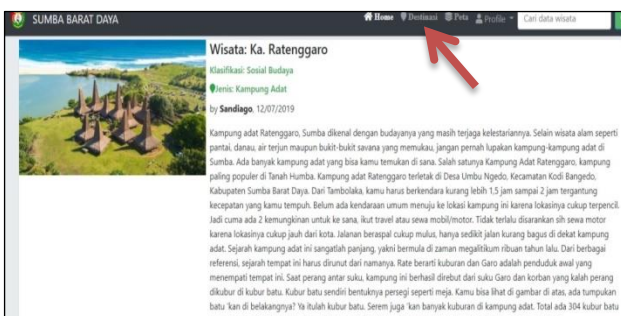 SUMBA BARAT DAYA
Home Destinasi Peta Profile Cari data wisata
Wisata: Ka. Ratenggaro
Klasifikasi: Sosial Budaya
Jenis: Kampung Adat
by Sandiago, 12/07/2019
Kampung adat Ratenggaro, Sumba dikenal dengan budayanya yang masih terjaga kelestariannya. Selain wisata alam seperti
pantai, danau, air terjun maupun bukit-bukit savana yang memukau, jangan pernah lupakan kampung-kampung adat di
Sumba. Ada banyak kampung adat yang bisa kamu temukan di sana. Salah satunya Kampung Adat Ratenggaro, kampung
paling populer di Tanah Humba. Kampung adat Ratenggaro terletak di Desa Umbu Ngedo, Kecamatan Kodi Bangedo,
Kabupaten Sumba Barat Daya. Dari Tambolaka, kamu harus berkendara kurang lebih 1,5 jam sampai 2 jam tergantung
kecepatan yang kamu tempuh. Belum ada kendaraan umum menuju ke lokasi kampung ini karena lokasinya cukup terpencil.
Jadi cuma ada 2 kemungkinan untuk ke sana, ikut travel atau sewa mobil/motor. Tidak terlalu disarankan sih sewa motor
karena lokasinya cukup jauh dari kota. Jalanan beraspal cukup mulus, hanya sedikit jalan kurang bagus di dekat kampung
adat. Sejarah kampung adat ini sangatlah panjang, yakni bermula di zaman megalitikum ribuan tahun lalu. Dari berbagai
referensi, sejarah tempat ini harus dirunut dari namanya. Rate berarti kuburan dan Garo adalah penduduk awal yang
menempati tempat ini. Saat perang antar suku, kampung ini berhasil direbut dari suku Garo dan korban yang kalah perang
dikubur di kubur batu. Kubur batu sendiri bentuknya persegi seperti meja. Kamu bisa lihat di gambar di atas, ada tumpukan
batu 'kan di belakangnya? Ya itulah kubur batu. Serem juga 'kan banyak kuburan di kampung adat. Total ada 304 kubur batu